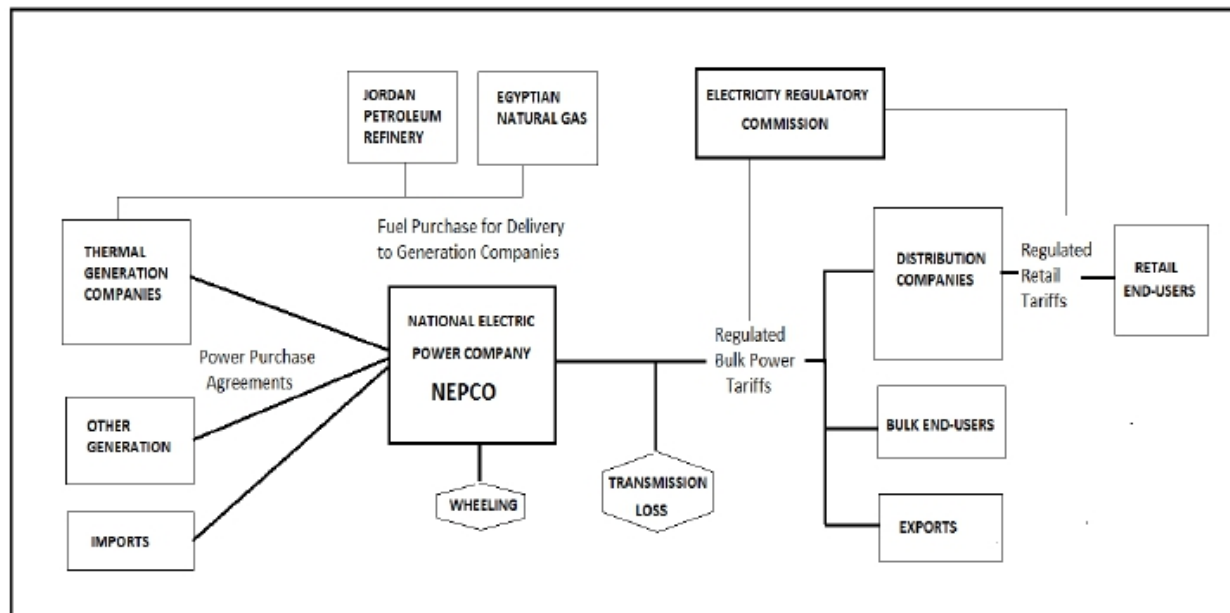 JORDAN
PETROLEUM
REFINERY
EGYPTIAN
NATURAL GAS
ELECTRICITY REGULATORY
COMMISSION
Fuel Purchase for Delivery
to Generation Companies
THERMAL
GENERATION
COMPANIES
DISTRIBUTION
COMPANIES
Regulated
Retail
Tariffs
RETAIL
END-USERS
NATIONAL ELECTRIC
POWER COMPANY
NEPCO
Power Purchase
Agreements
Regulated
Bulk Power
Tariffs
OTHER
GENERATION
BULK END-USERS
WHEELING
TRANSMISSION
LOSS
IMPORTS
EXPORTS